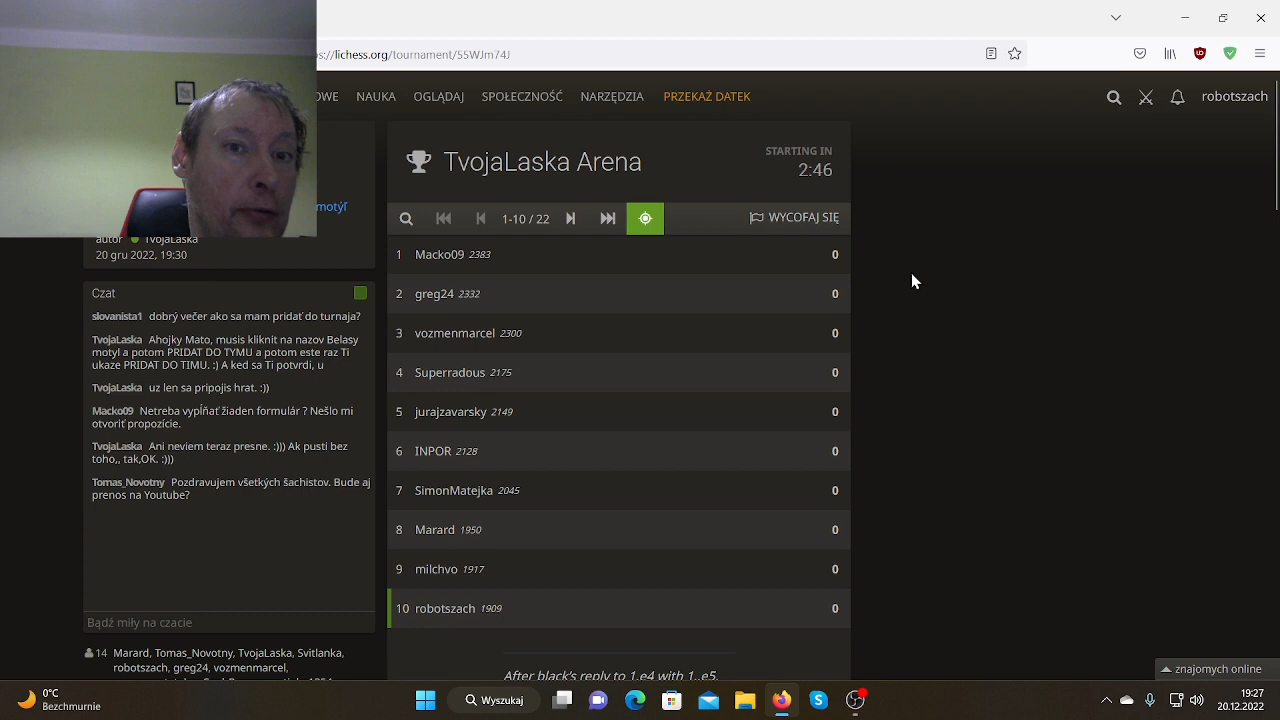 s://lichess.org/tournament/55WJm74J
OWE NAUKA OGLĄDAJ SPOŁECZNOŚĆ NARZĘDZIA PRZEKAŻ DATEK robotszach
motýľ
autor TvojaLaska
20 gru 2022, 19:30
Czat
slovanista1 dobrý večer ako sa mam pridať do turnaja?
TvojaLaska Ahojky Mato, musis kliknit na nazov Belasy
motyl a potom PRIDAT DO TYMU a potom este raz Ti
ukaze PRIDAT DO TIMU. :) A ked sa Ti potvrdi, u
TvojaLaska uz len sa pripojis hrat. :))
Macko09 Netreba vypĺňať žiaden formulár ? Nešlo mi
otvoriť propozície.
TvojaLaska Ani neviem teraz presne. :))) Ak pusti bez
toho,, tak,OK. :)))
Tomas_Novotny Pozdravujem všetkých šachistov. Bude aj
prenos na Youtube?
Bądź miły na czacie
14 Marard, Tomas_Novotny, TvojaLaska, Svitlanka,
robotszach, greg24, vozmenmarcel,
TvojaLaska Arena
STARTING IN
2:46
1-10 / 22 WYCOFAJ SIĘ
1 Macko09 2383 0
2 greg24 2332 0
3 vozmenmarcel 2300 0
4 Superradous 2175 0
5 jurajzavarsky 2149 0
6 INPOR 2128 0
7 SimonMatejka 2045 0
8 Marard 1950 0
9 milchvo 1917 0
10 robotszach 1909 0
After black's reply to 1.e4 with 1..e5,
znajomych online
0°C
Bezchmurnie
Wyszukaj
19:27
20.12.2022